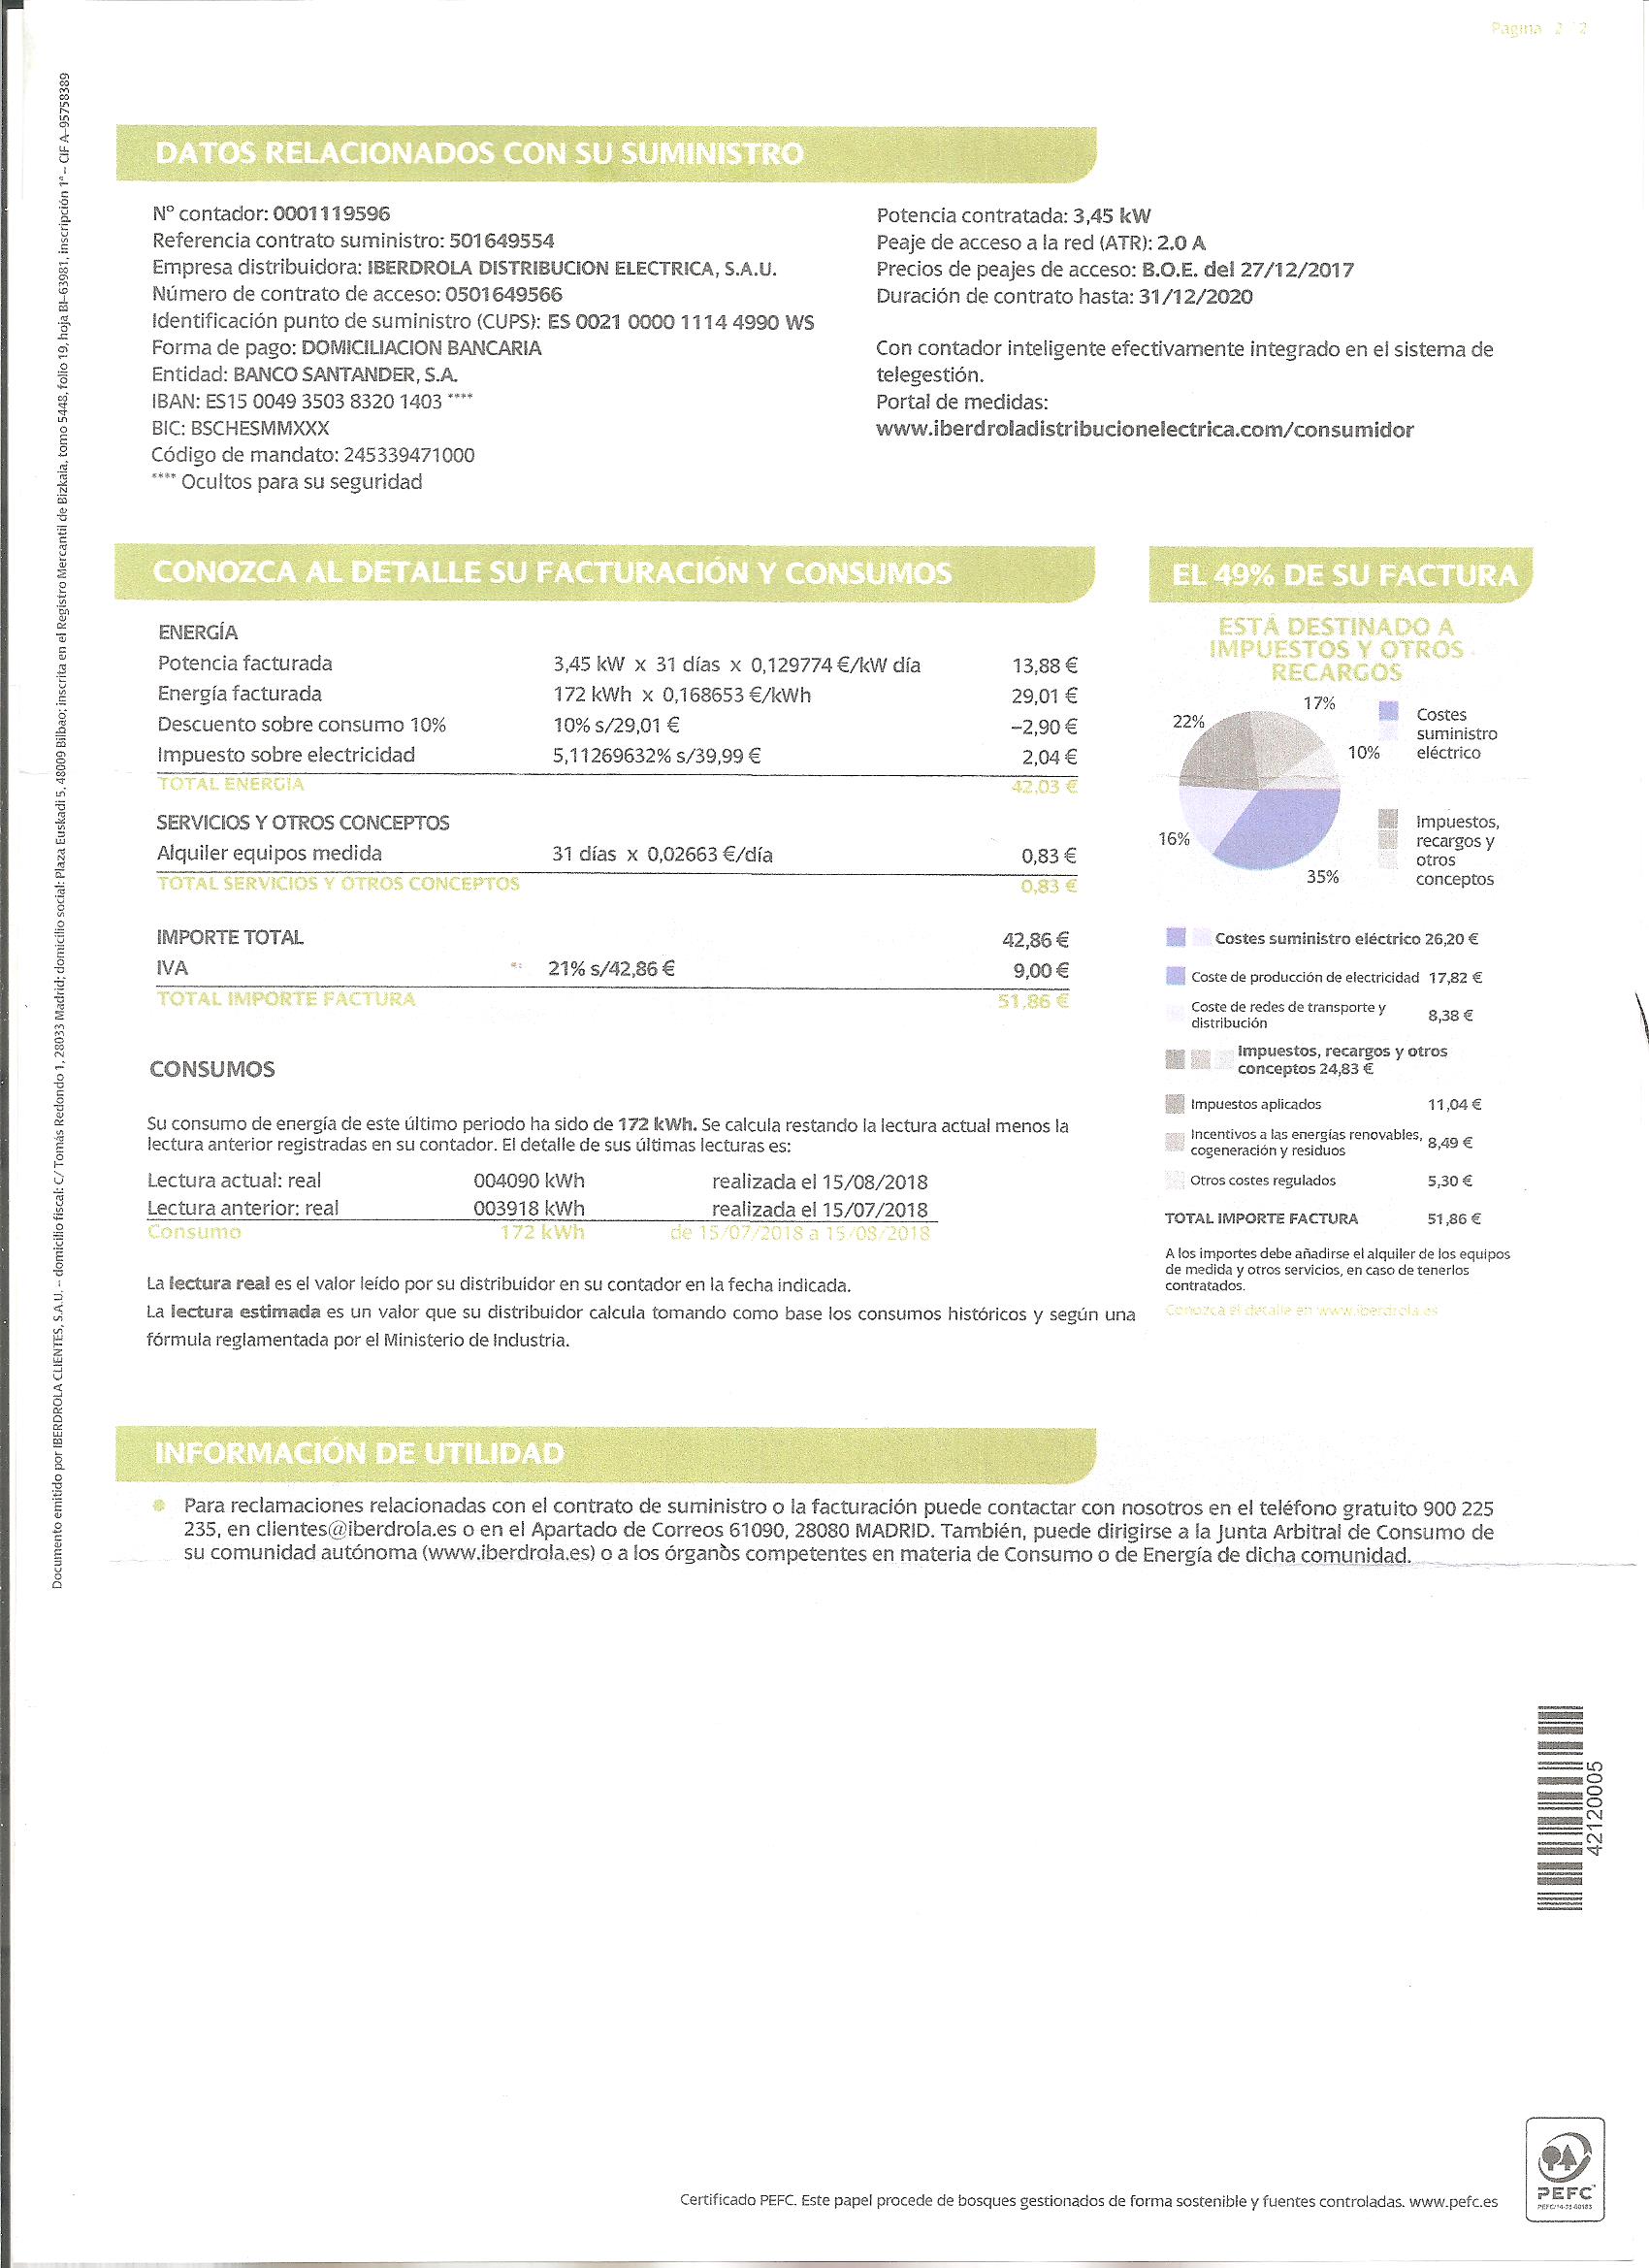 Pagina 2 2
Documento emitido por IBERDROLA CLIENTES, S.A.U. – domicilio fiscal: C/ Tomás Redondo 1, 28033 Madrid; domicilio social: Plaza Euskadi 5, 48009 Bilbao; inscrita en el Registro Mercantil de Bizkaia, tomo 5448, folio 19, hoja BI-63981, inscripción 1ª – CIF A-95758389
DATOS RELACIONADOS CON SU SUMINISTRO
Nº contador: 0001119596
Referencia contrato suministro: 501649554
Empresa distribuidora: IBERDROLA DISTRIBUCION ELECTRICA, S.A.U.
Número de contrato de acceso: 0501649566
Identificación punto de suministro (CUPS): ES 0021 0000 1114 4990 WS
Forma de pago: DOMICILIACION BANCARIA
Entidad: BANCO SANTANDER, S.A.
IBAN: ES15 0049 3503 8320 1403 ****
BIC: BSCHESMMXXX
Código de mandato: 245339471000
**** Ocultos para su seguridad
Potencia contratada: 3,45 kW
Peaje de acceso a la red (ATR): 2.0 A
Precios de peajes de acceso: B.O.E. del 27/12/2017
Duración de contrato hasta: 31/12/2020
Con contador inteligente efectivamente integrado en el sistema de
telegestión.
Portal de medidas:
www.iberdroladistribucionelectrica.com/consumidor
CONOZCA AL DETALLE SU FACTURACIÓN Y CONSUMOS
ENERGÍA
Potencia facturada 3,45 kW x 31 días x 0,129774 €/kW día 13,88 €
Energía facturada 172 kWh x 0,168653 €/kWh 29,01 €
Descuento sobre consumo 10% 10% s/29,01 € –2,90 €
Impuesto sobre electricidad 5,11269632% s/39,99 € 2,04 €
TOTAL ENERGIA 42,03 €
SERVICIOS Y OTROS CONCEPTOS
Alquiler equipos medida 31 días x 0,02663 €/día 0,83 €
TOTAL SERVICIOS Y OTROS CONCEPTOS 0,83 €
IMPORTE TOTAL 42,86 €
IVA 21% s/42,86 € 9,00 €
TOTAL IMPORTE FACTURA 51,86 €
CONSUMOS
Su consumo de energía de este último periodo ha sido de 172 kWh. Se calcula restando la lectura actual menos la
lectura anterior registradas en su contador. El detalle de sus últimas lecturas es:
Lectura actual: real 004090 kWh realizada el 15/08/2018
Lectura anterior: real 003918 kWh realizada el 15/07/2018
Consumo 172 kWh de 15/07/2018 a 15/08/2018
La lectura real es el valor leído por su distribuidor en su contador en la fecha indicada.
La lectura estimada es un valor que su distribuidor calcula tomando como base los consumos históricos y según una
fórmula reglamentada por el Ministerio de Industria.
EL 49% DE SU FACTURA
ESTÁ DESTINADO A
IMPUESTOS Y OTROS
RECARGOS
22%
17%
10%
16%
35%
Costes
suministro
eléctrico
Impuestos,
recargos y
otros
conceptos
Costes suministro eléctrico 26,20 €
Coste de producción de electricidad 17,82 €
Coste de redes de transporte y
distribución 8,38 €
Impuestos, recargos y otros
conceptos 24,83 €
Impuestos aplicados 11,04 €
Incentivos a las energías renovables,
cogeneración y residuos 8,49 €
Otros costes regulados 5,30 €
TOTAL IMPORTE FACTURA 51,86 €
A los importes debe añadirse el alquiler de los equipos
de medida y otros servicios, en caso de tenerlos
contratados.
Conozca el detalle en www.iberdrola.es
INFORMACIÓN DE UTILIDAD
Para reclamaciones relacionadas con el contrato de suministro o la facturación puede contactar con nosotros en el teléfono gratuito 900 225
235, en clientes@iberdrola.es o en el Apartado de Correos 61090, 28080 MADRID. También, puede dirigirse a la Junta Arbitral de Consumo de
su comunidad autónoma (www.iberdrola.es) o a los órganos competentes en materia de Consumo o de Energía de dicha comunidad.
42120005
Certificado PEFC. Este papel procede de bosques gestionados de forma sostenible y fuentes controladas. www.pefc.es
PEFC